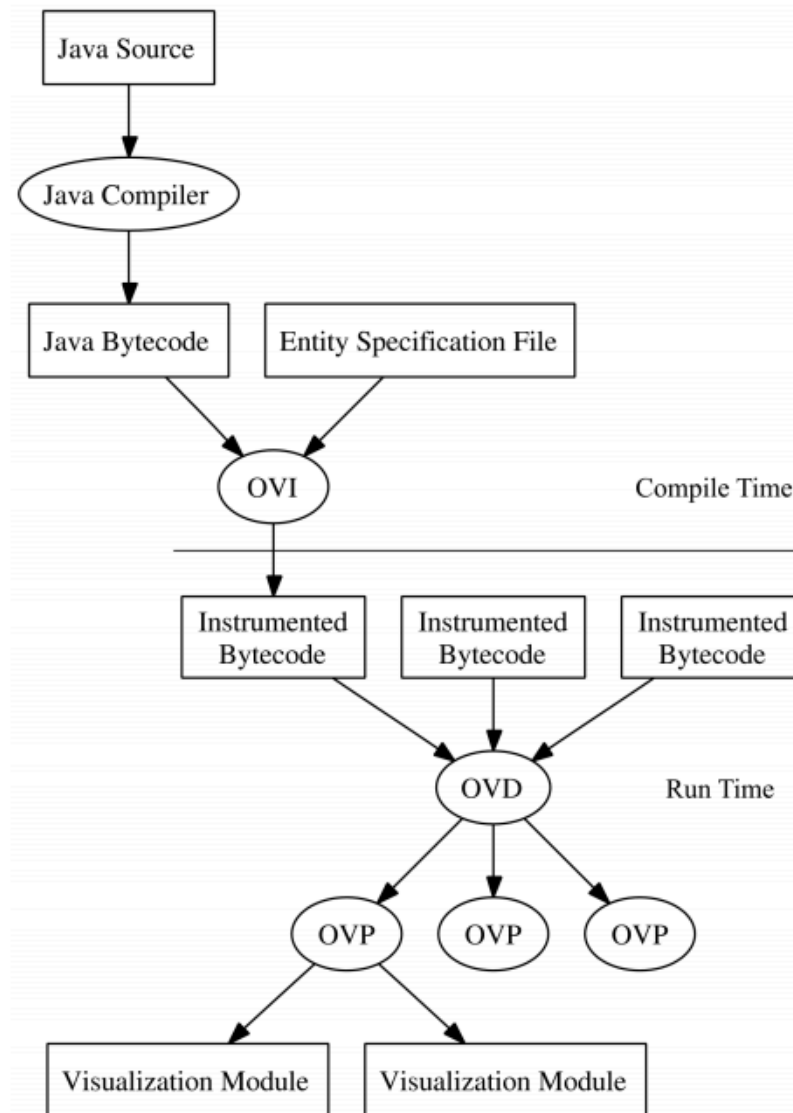 Java Source
Java Compiler
Java Bytecode
Entity Specification File
OVI
Compile Time
Instrumented
Bytecode
Instrumented
Bytecode
Instrumented
Bytecode
OVD
Run Time
OVP
OVP
OVP
Visualization Module
Visualization Module